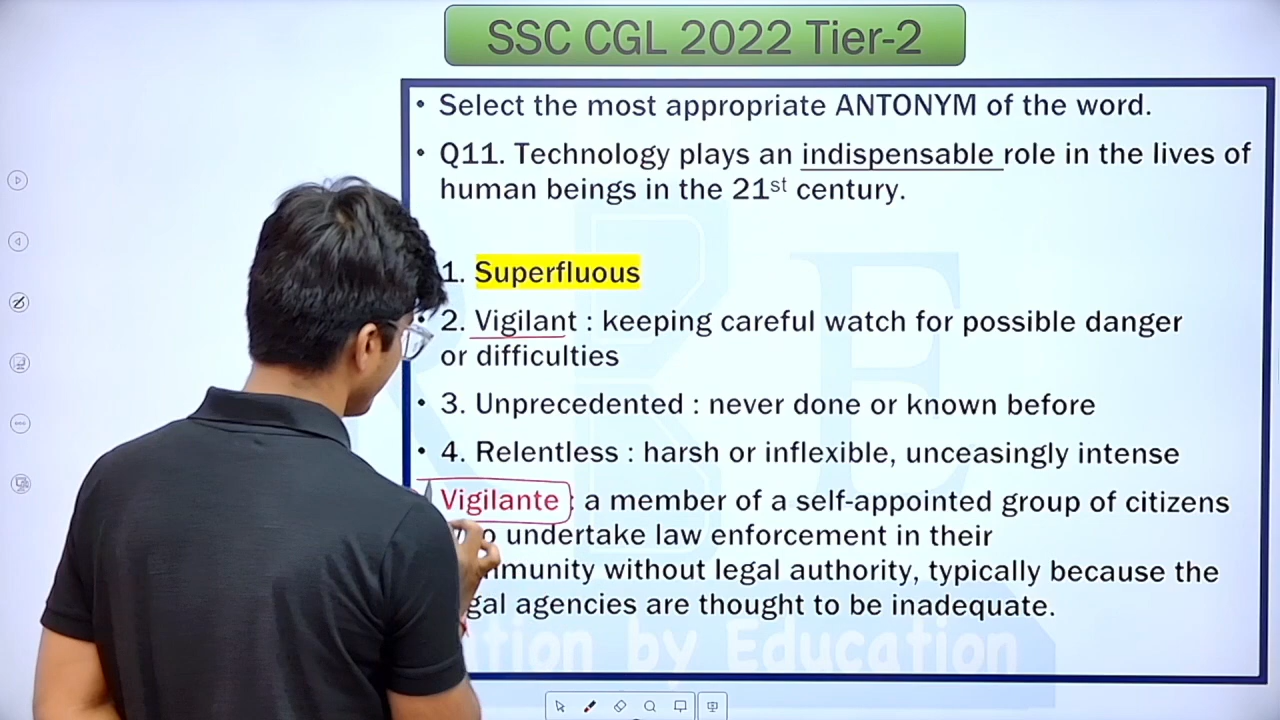 SSC CGL 2022 Tier-2
• Select the most appropriate ANTONYM of the word.
• Q11. Technology plays an indispensable role in the lives of
human beings in the 21st century.
1. Superfluous
• 2. Vigilant : keeping careful watch for possible danger
or difficulties
• 3. Unprecedented : never done or known before
• 4. Relentless : harsh or inflexible, unceasingly intense
Vigilante : a member of a self-appointed group of citizens
undertake law enforcement in their
without legal authority, typically because the
agencies are thought to be inadequate.
by Education